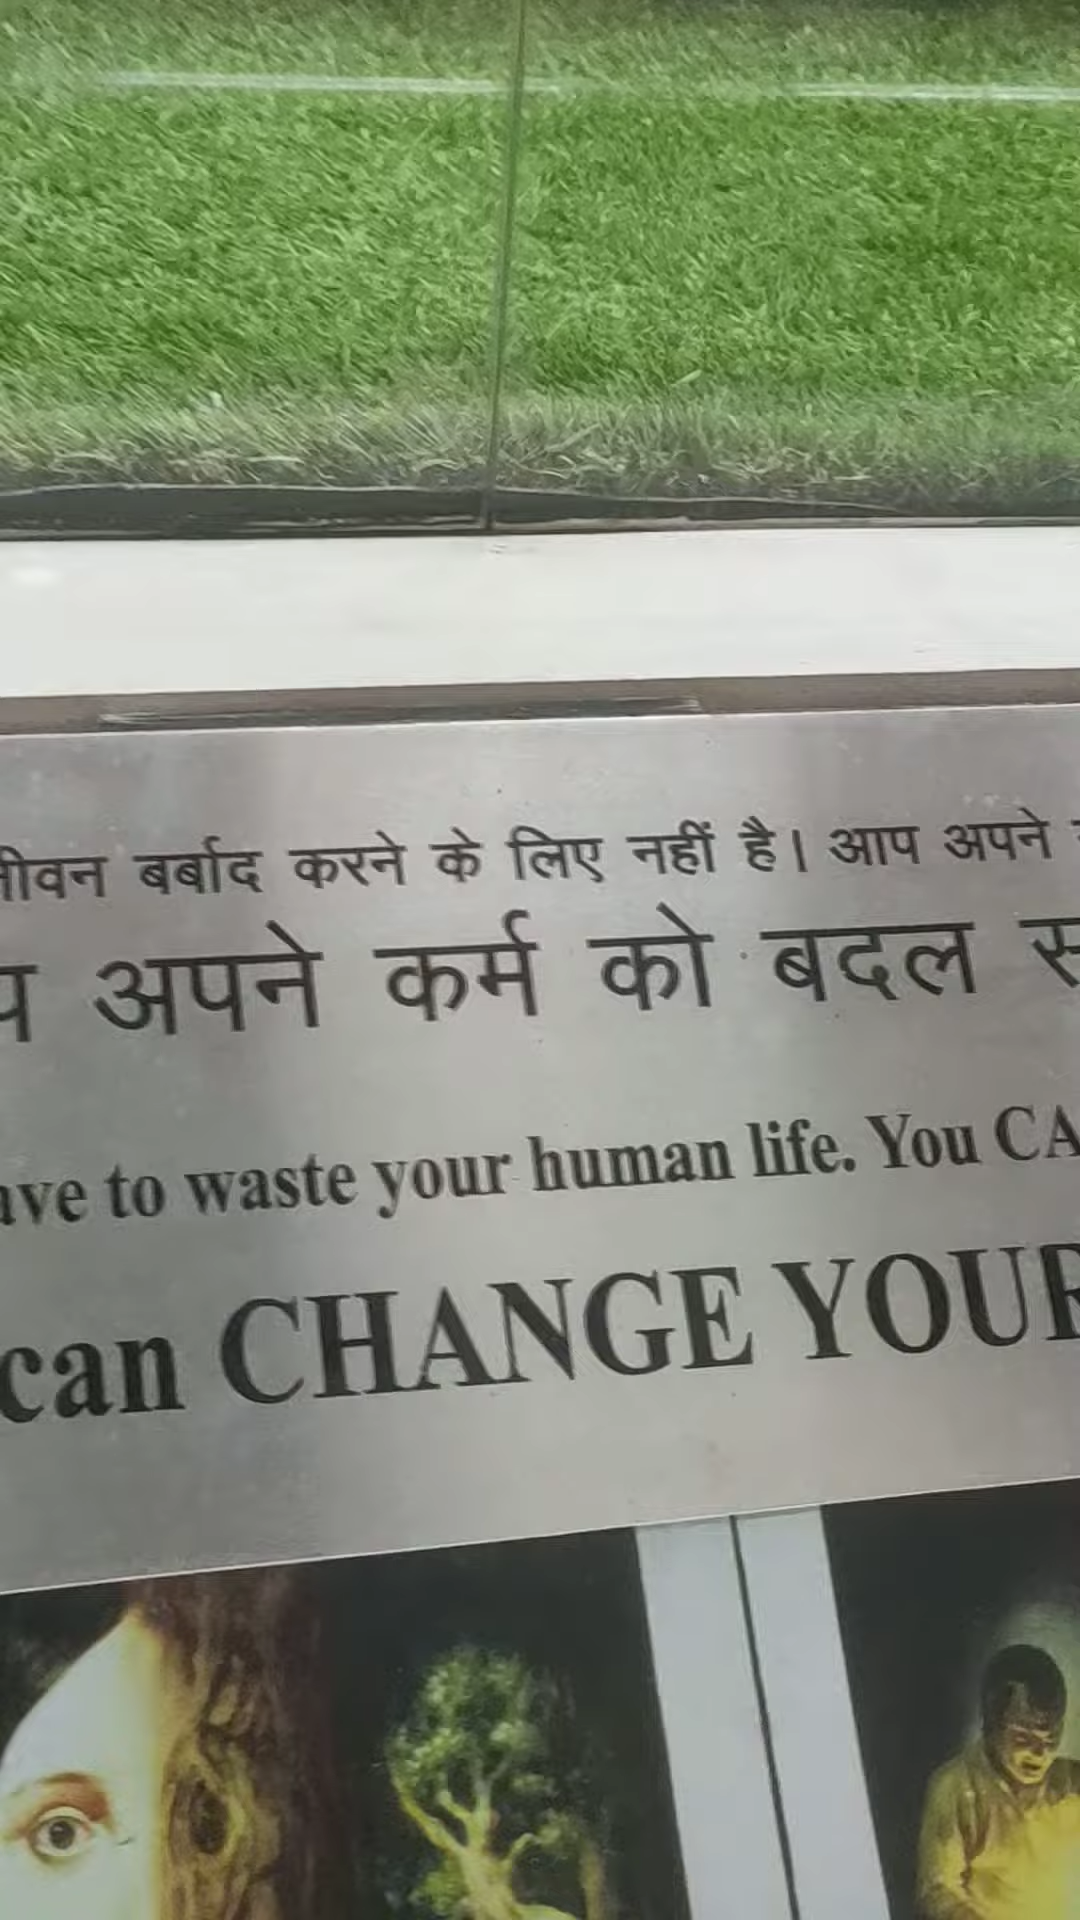 जीवन बर्बाद करने के लिए नहीं है। आप अपने
अपने कर्म को बदल
to waste your human life. You CA
can CHANGE YOUR